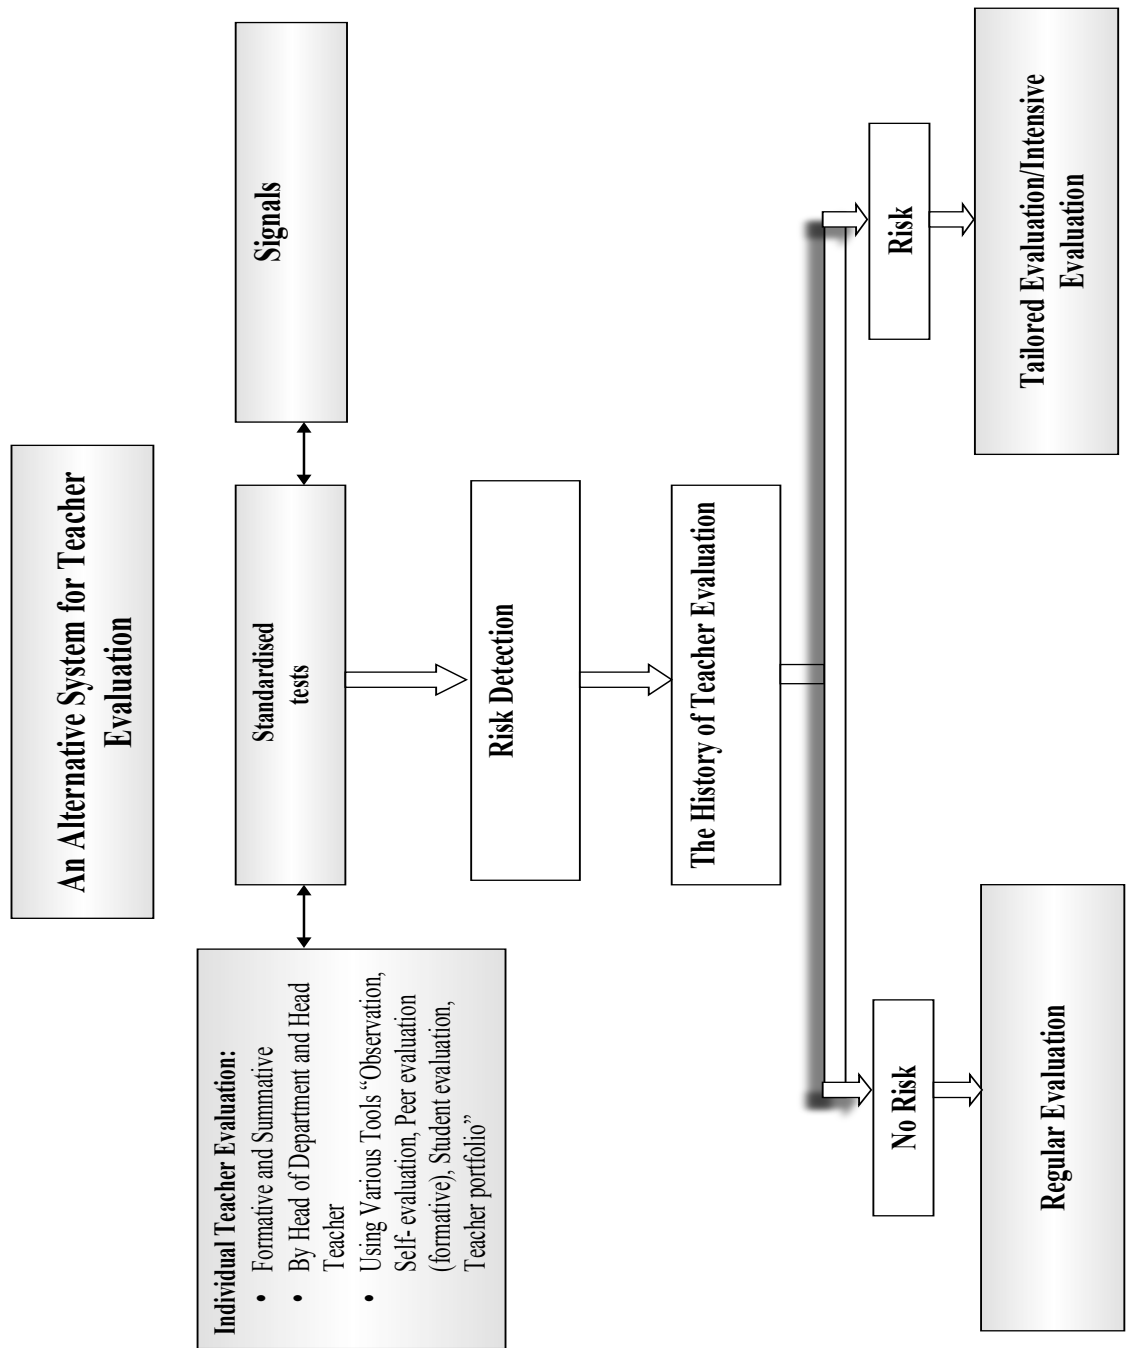 An Alternative System for Teacher
Evaluation
Individual Teacher Evaluation:
• Formative and Summative
• By Head of Department and Head
Teacher
• Using Various Tools “Observation,
Self- evaluation, Peer evaluation
(formative), Student evaluation,
Teacher portfolio”
Standardised
tests
Signals
Risk Detection
The History of Teacher Evaluation
No Risk
Risk
Regular Evaluation
Tailored Evaluation/Intensive
Evaluation